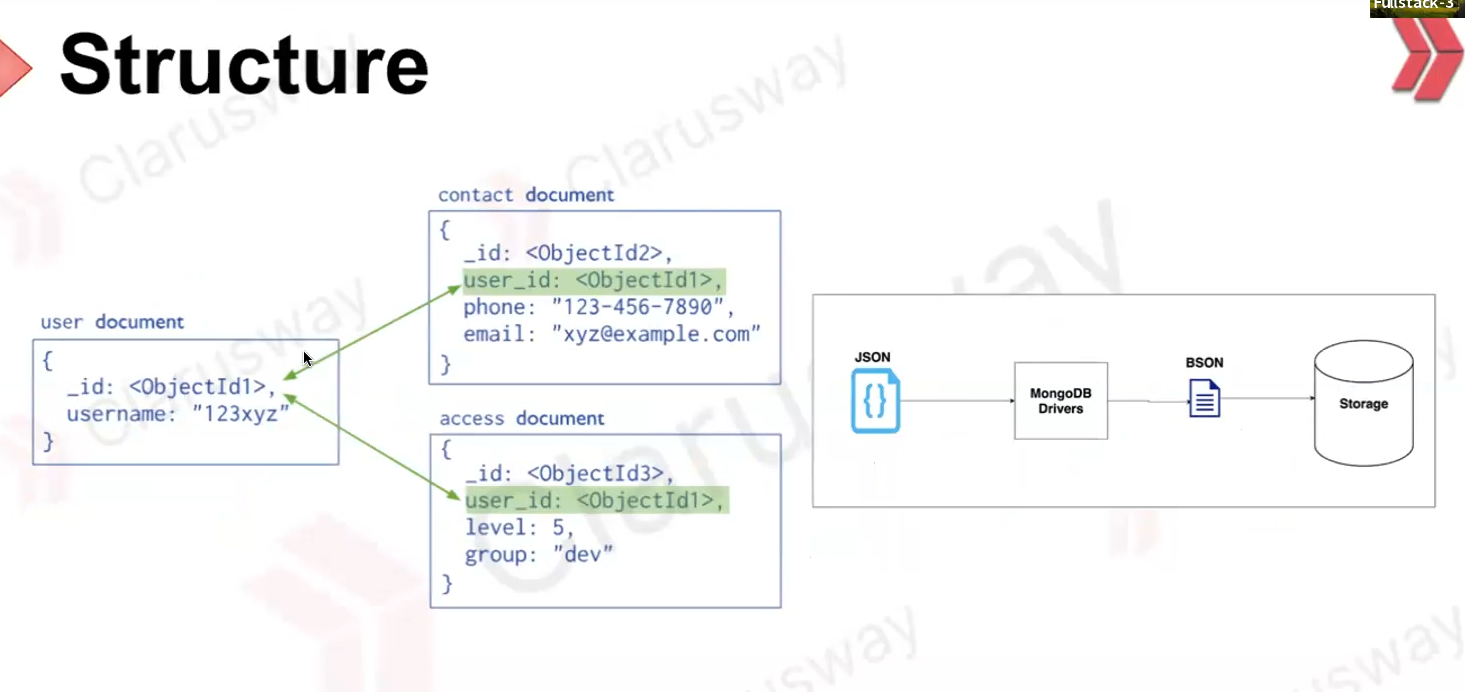 Fullstack-3
Structure
contact document
{
_id: <ObjectId2>,
user_id: <ObjectId1>,
phone: "123-456-7890",
email: "xyz@example.com"
}
user document
{
_id: <ObjectId1>,
username: "123xyz"
}
access document
{
_id: <ObjectId3>,
user_id: <ObjectId1>,
level: 5,
group: "dev"
}
JSON
{}
MongoDB
Drivers
BSON
Storage
Clarusway
Clarusway
Clarusway
Clarusway
Clarusway
Clarusway